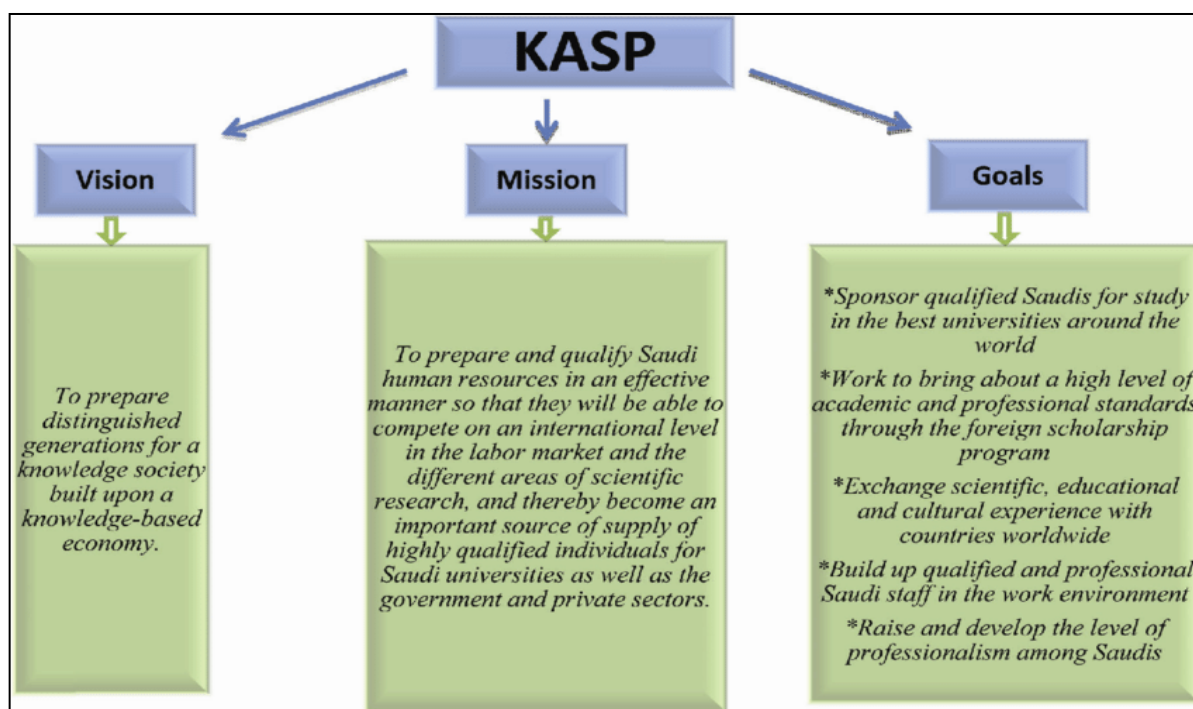 KASP
Vision
To prepare
distinguished
generations for a
knowledge society
built upon a
knowledge-based
economy.
Mission
To prepare and qualify Saudi
human resources in an effective
manner so that they will be able to
compete on an international level
in the labor market and the
different areas of scientific
research, and thereby become an
important source of supply of
highly qualified individuals for
Saudi universities as well as the
government and private sectors.
Goals
*Sponsor qualified Saudis for study
in the best universities around the
world
*Work to bring about a high level of
academic and professional standards
through the foreign scholarship
program
*Exchange scientific, educational
and cultural experience with
countries worldwide
*Build up qualified and professional
Saudi staff in the work environment
*Raise and develop the level of
professionalism among Saudis